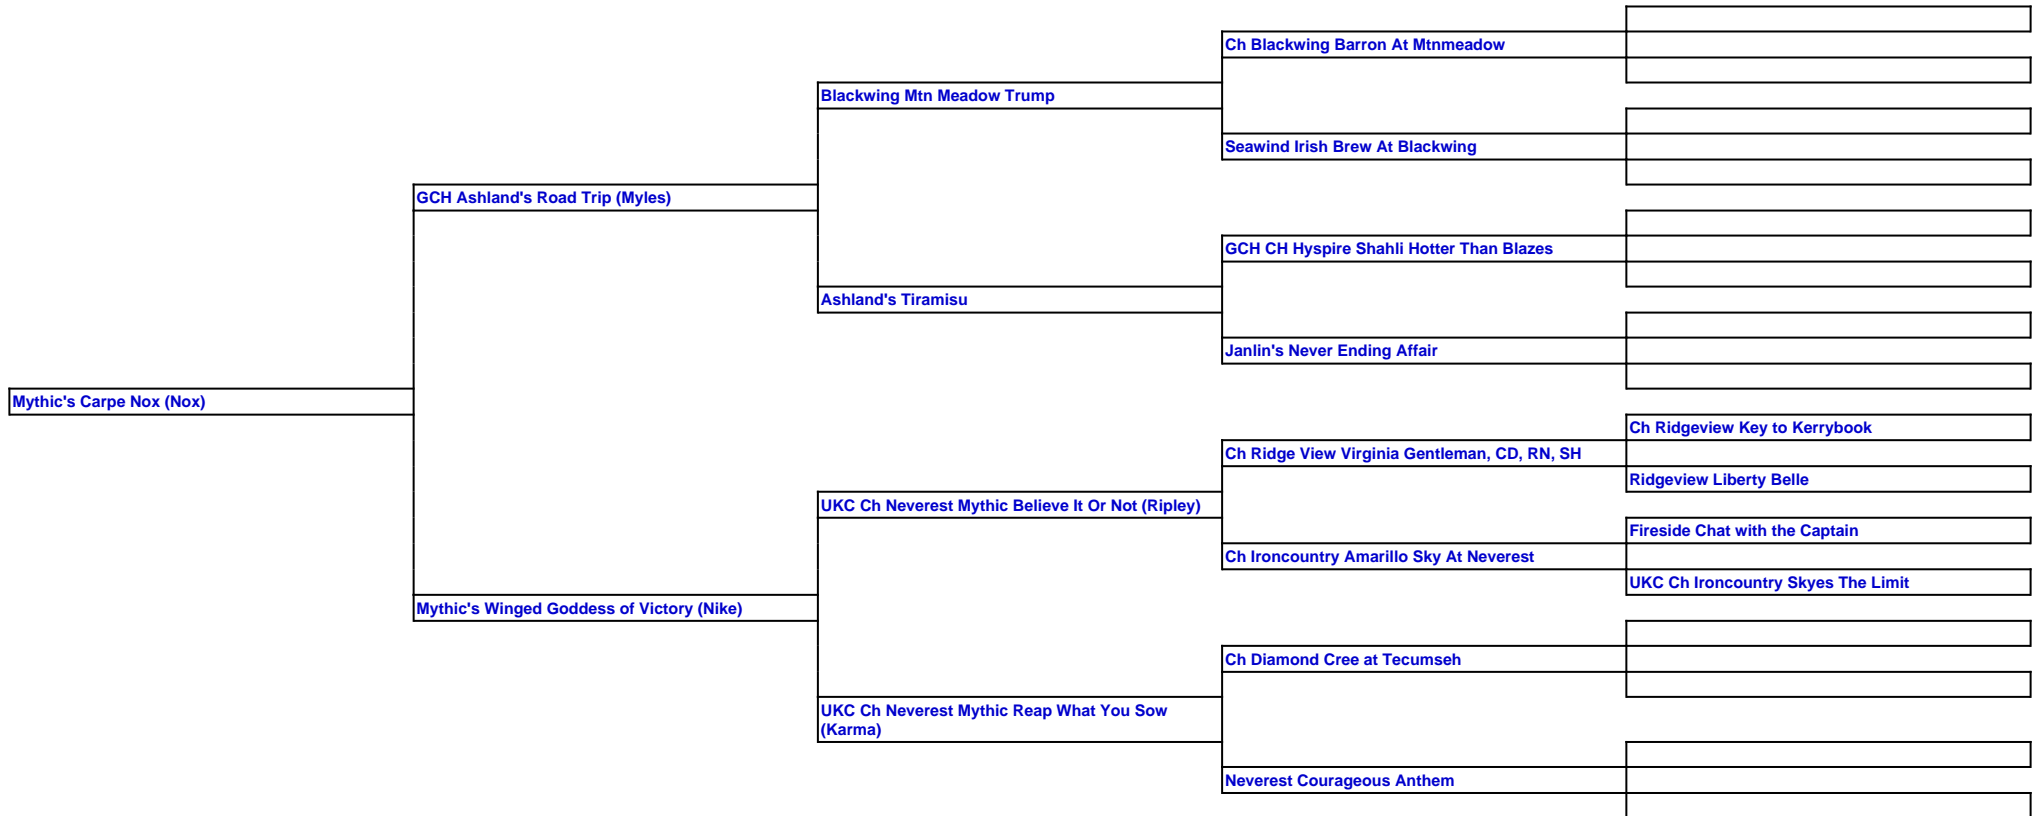 Ch Blackwing Barron At Mtnmeadow
Blackwing Mtn Meadow Trump
Seawind Irish Brew At Blackwing
GCH Ashland's Road Trip (Myles)
GCH CH Hyspire Shahli Hotter Than Blazes
Ashland's Tiramisu
Janlin's Never Ending Affair
Mythic's Carpe Nox (Nox)
Ch Ridgeview Key to Kerrybook
Ch Ridge View Virginia Gentleman, CD, RN, SH
Ridgeview Liberty Belle
UKC Ch Neverest Mythic Believe It Or Not (Ripley)
Fireside Chat with the Captain
Ch Ironcountry Amarillo Sky At Neverest
UKC Ch Ironcountry Skyes The Limit
Mythic's Winged Goddess of Victory (Nike)
Ch Diamond Cree at Tecumseh
UKC Ch Neverest Mythic Reap What You Sow
(Karma)
Neverest Courageous Anthem